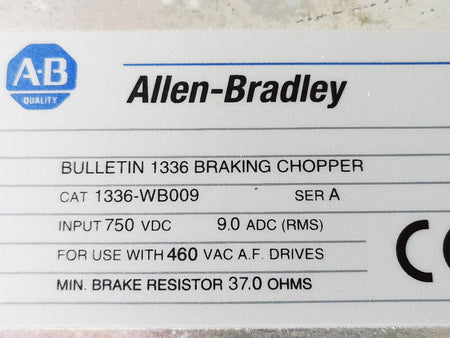 A-B
QUALITY
Allen-Bradley
BULLETIN 1336 BRAKING CHOPPER
CAT 1336-WB009 SER A
INPUT 750 VDC 9.0 ADC (RMS)
FOR USE WITH 460 VAC A.F. DRIVES
MIN. BRAKE RESISTOR 37.0 OHMS
C€